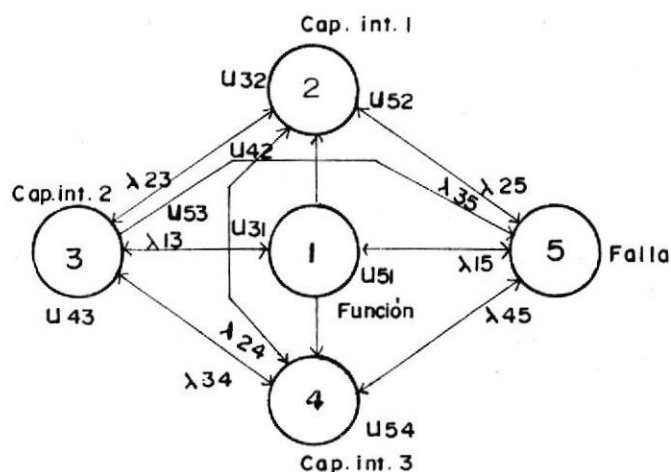 Cap. int. 1
U32
2
U52
U42
λ23
λ35
λ25
Cap. int. 2
U53
3
λ13
U31
1
U51
λ15
5
Falla
U43
Función
λ24
λ45
λ34
4
U54
Cap. int. 3